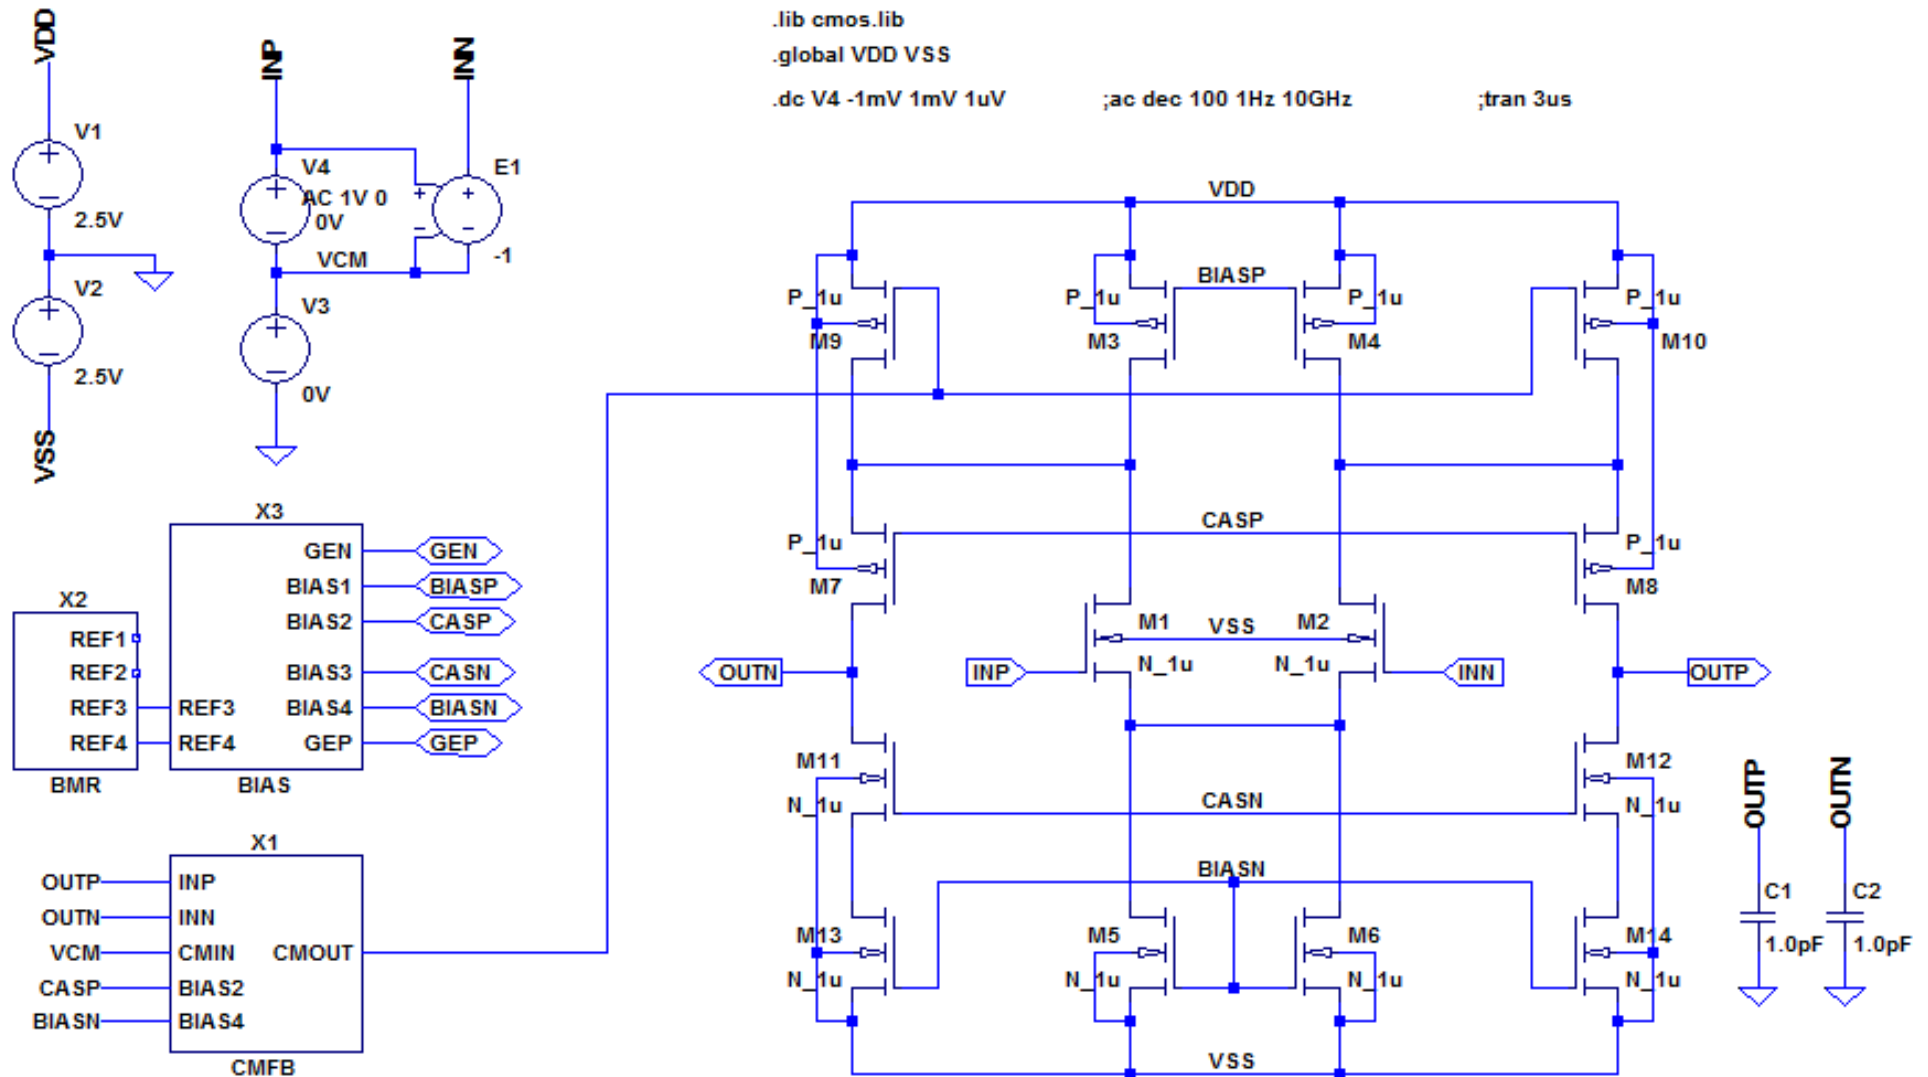 .lib cmos.lib
.global VDD VSS
.dc V4 -1mV 1mV 1uV
;ac dec 100 1Hz 10GHz
;tran 3us
VDD
V1
2.5V
V2
2.5V
VSS
INP
INN
V4
AC 1V 0
0V
E1
-1
VCM
V3
0V
X3
GEN
BIAS1
BIAS2
BIAS3
BIAS4
GEP
REF3
REF4
BIAS
GEN
BIASP
CASP
CASN
BIASN
GEP
X2
REF1
REF2
REF3
REF4
BMR
X1
OUTP
OUTN
VCM
CASP
BIASN
INP
INN
CMIN
BIAS2
BIAS4
CMOUT
CMFB
VDD
P_1u
M9
P_1u
M3
BIASP
P_1u
M4
P_1u
M10
P_1u
M7
CASP
P_1u
M8
OUTN
INP
M1
N_1u
VSS
M2
N_1u
INN
OUTP
M11
N_1u
CASN
M12
N_1u
BIASN
M13
N_1u
M5
N_1u
M6
N_1u
M14
N_1u
VSS
OUTP
C1
1.0pF
OUTN
C2
1.0pF